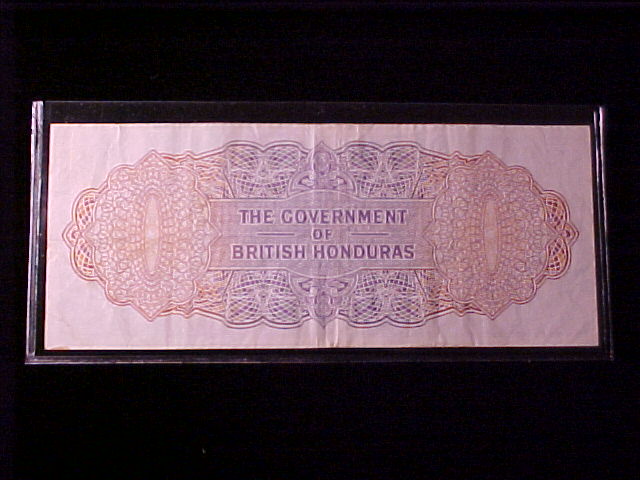 THE GOVERNMENT
OF
BRITISH HONDURAS